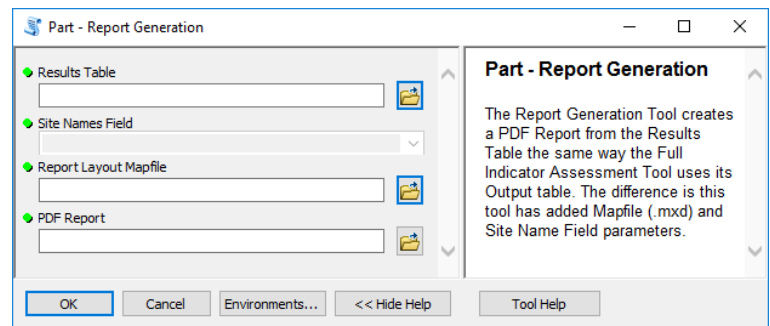 Part - Report Generation
Results Table
Site Names Field
Report Layout Mapfile
PDF Report
Part - Report Generation
The Report Generation Tool creates
a PDF Report from the Results
Table the same way the Full
Indicator Assessment Tool uses its
Output table. The difference is this
tool has added Mapfile (.mxd) and
Site Name Field parameters.
OK
Cancel
Environments...
<< Hide Help
Tool Help